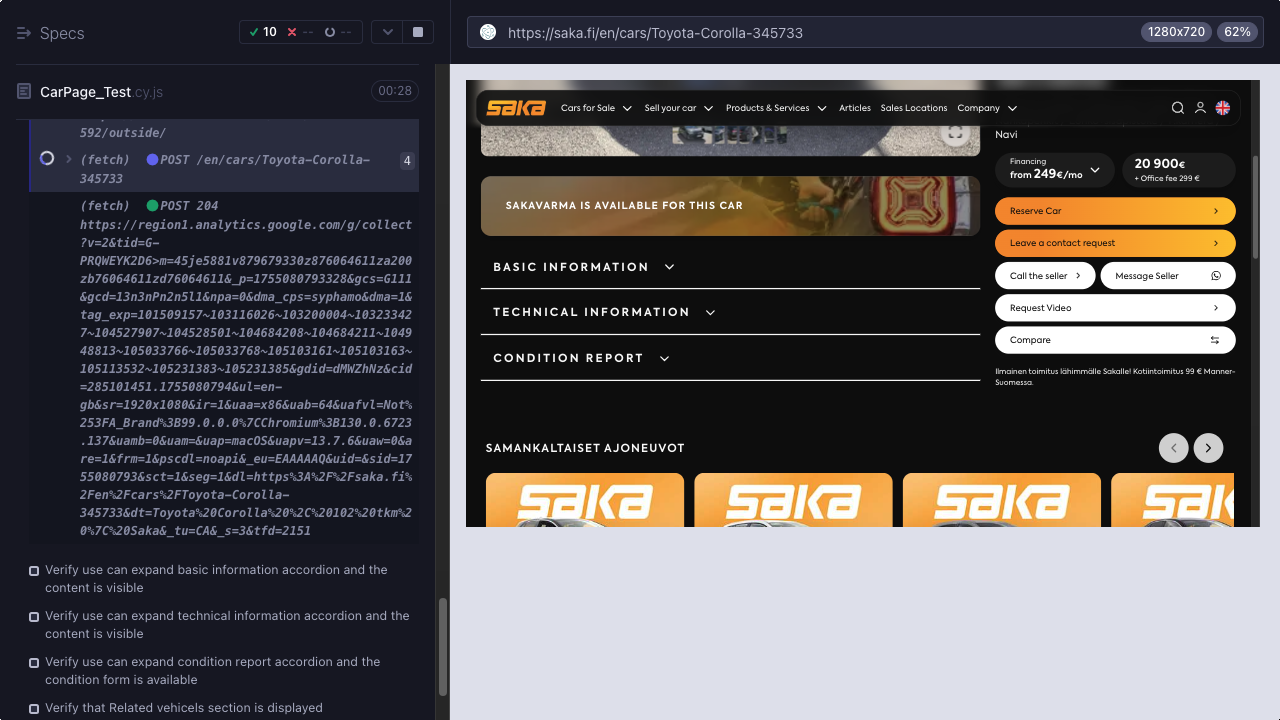 Specs
10
--
--
CarPage_Test.cy.js
00:28
592/outside/
(fetch) POST /en/cars/Toyota-Corolla-
345733
4
(fetch) POST 204
https://region1.analytics.google.com/g/collect
?v=2&tid=G-
PRQWEYK2D6>m=45je5881v879679330z876064611za200
zb76064611zd76064611&_p=1755080793328&gcs=G111
&gcd=13n3nPn2n5l1&npa=0&dma_cps=syphamo&dma=1&
0~103323342
7~104527907~104528501~104684208~104684211~1049
48813~105033766~105033768~105103161~105103163~
105113532~105231383~105231385&gdid=dMWZhNz&cid
=285101451.1755080794&ul=en-
gb&sr=1920x1080&ir=1&uaa=x86&uab=64&uafvl=Not%
253FA_Brand%3B99.0.0.0%7CChromium%3B130.0.6723
.137&uamb=0&uam=&uap=macOS&uapv=13.7.6&uaw=0&a
re=1&frm=1&pscdl=noapi&_eu=EAAAAAQ&uid=&sid=17
55080793&sct=1&seg=1&dl=https%3A%2F%2Fsaka.fi%
2Fen%2Fcars%2FToyota-Corolla-
345733&dt=Toyota%20Corolla%20%2C%20102%20tkm%2
0%7C%20Saka&_tu=CA&_s=3&tfd=2151
Verify use can expand basic information accordion and the
content is visible
Verify use can expand technical information accordion and the
content is visible
Verify use can expand condition report accordion and the
condition form is available
Verify that Related vehicels section is displayed
https://saka.fi/en/cars/Toyota-Corolla-345733
1280x720
62%
saka
Cars for Sale
Sell your car
Products & Services
Articles
Sales Locations
Company
Navi
Financing
from 249€/mo
20 900€
+ Office fee 299 €
SAKAVARMA IS AVAILABLE FOR THIS CAR
Reserve Car
Leave a contact request
Call the seller
Message Seller
Request Video
Compare
Ilmainen toimitus lähimmälle Sakalle! Kotiintoimitus 99 € Manner-
Suomessa.
BASIC INFORMATION
TECHNICAL INFORMATION
CONDITION REPORT
SAMANKALTAISET AJONEUVOT
saka
saka
saka
saka